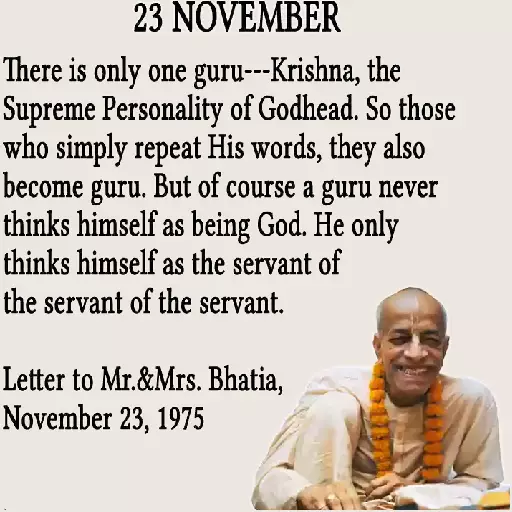 23 NOVEMBER
There is only one guru---Krishna, the
Supreme Personality of Godhead. So those
who simply repeat His words, they also
become guru. But of course a guru never
thinks himself as being God. He only
thinks himself as the servant of
the servant of the servant.
Letter to Mr.&Mrs. Bhatia,
November 23, 1975